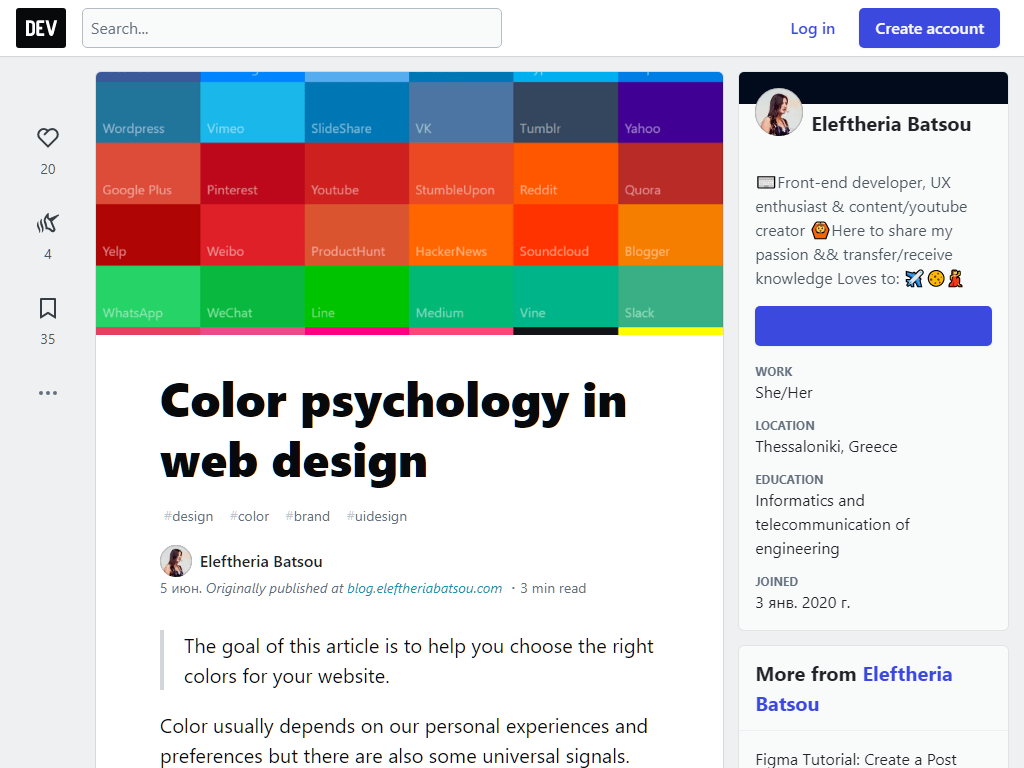 DEV
Search...
Log in
Create account
Wordpress
Vimeo
SlideShare
VK
Tumblr
Yahoo
Google Plus
Pinterest
Youtube
StumbleUpon
Reddit
Quora
Yelp
Weibo
ProductHunt
HackerNews
Soundcloud
Blogger
WhatsApp
WeChat
Line
Medium
Vine
Slack
20
4
35
Color psychology in
web design
#design #color #brand #uidesign
Eleftheria Batsou
5 июн. Originally published at blog.eleftheriabatsou.com ・3 min read
The goal of this article is to help you choose the right
colors for your website.
Color usually depends on our personal experiences and
preferences but there are also some universal signals.
Eleftheria Batsou
Front-end developer, UX
enthusiast & content/youtube
creator Here to share my
passion && transfer/receive
knowledge Loves to:
WORK
She/Her
LOCATION
Thessaloniki, Greece
EDUCATION
Informatics and
telecommunication of
engineering
JOINED
3 янв. 2020 г.
More from Eleftheria
Batsou
Figma Tutorial: Create a Post